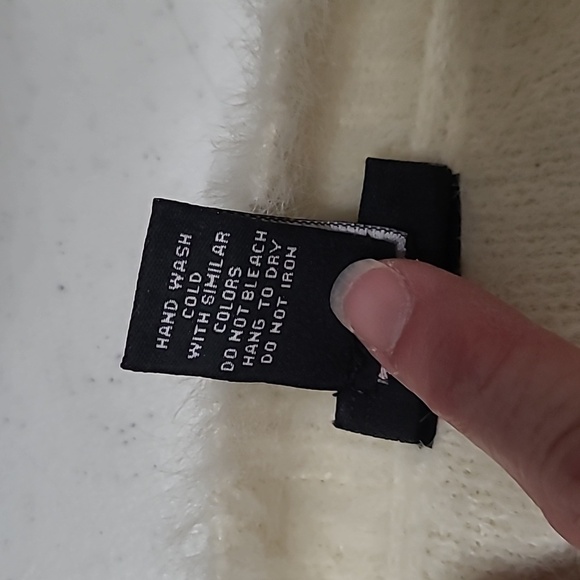 HAND WASH
COLD
WITH SIMILAR
COLORS
DO NOT BLEACH
HANG TO DRY
DO NOT IRON